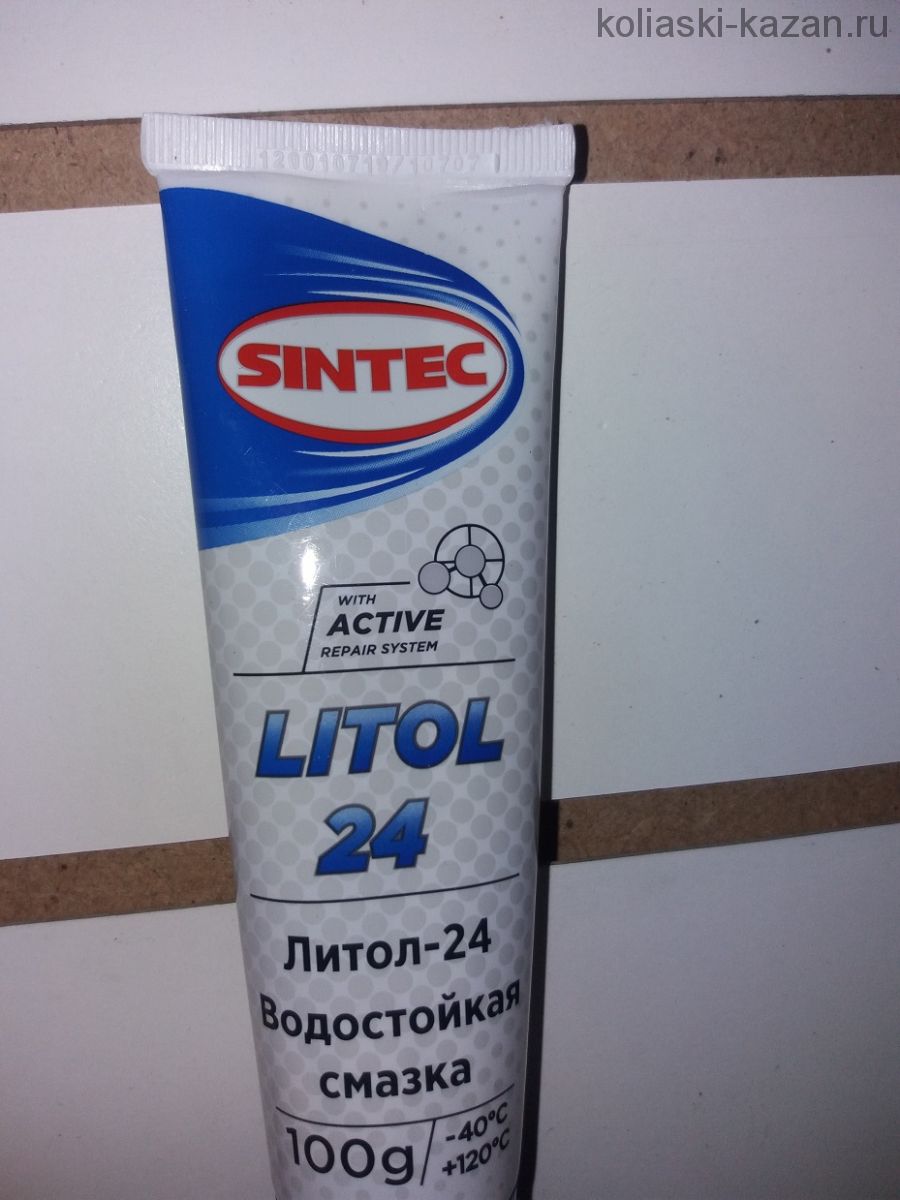 koliaski-kazan.ru
SINTEC
WITH
ACTIVE
REPAIR SYSTEM
LITOL
24
Литол-24
Водостойкая
смазка
100g
-40°C
+120°C